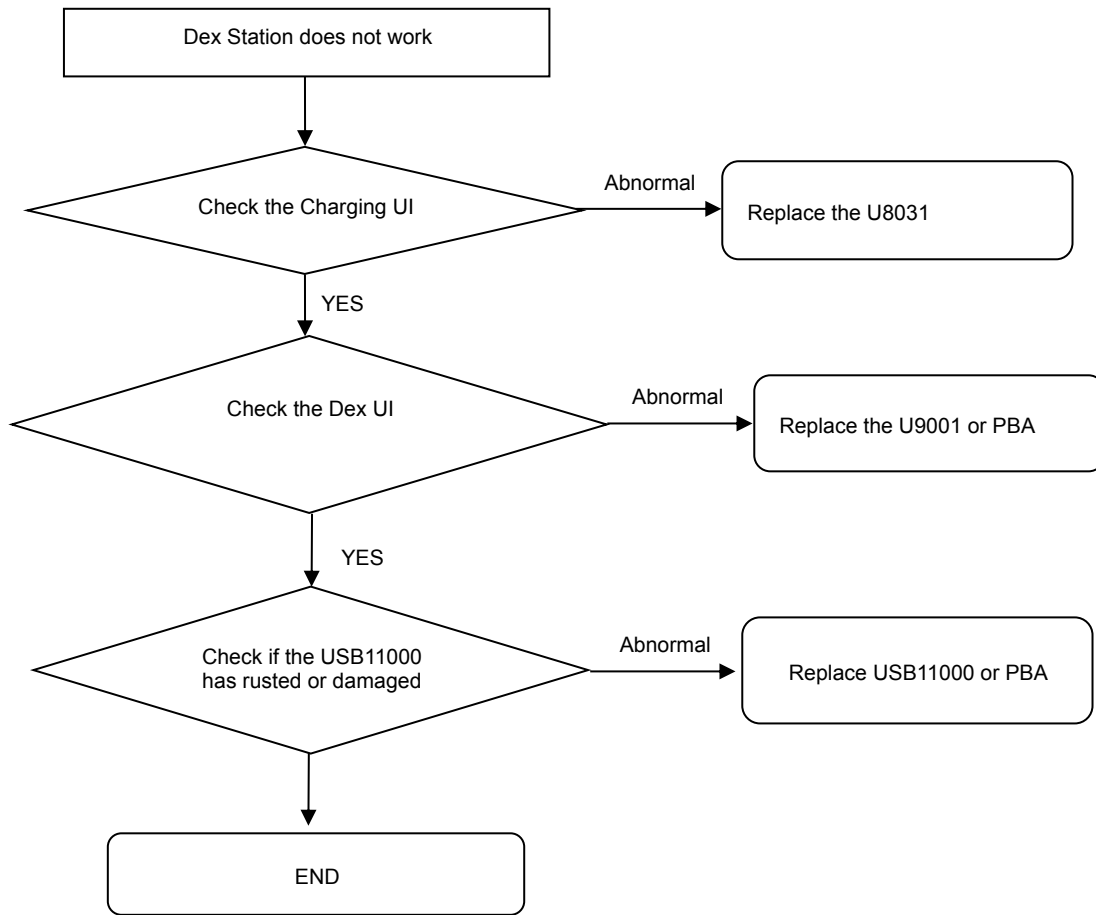 Dex Station does not work
Abnormal
Check the Charging UI
Replace the U8031
YES
Abnormal
Check the Dex UI
Replace the U9001 or PBA
YES
Abnormal
Check if the USB11000
has rusted or damaged
Replace USB11000 or PBA
END